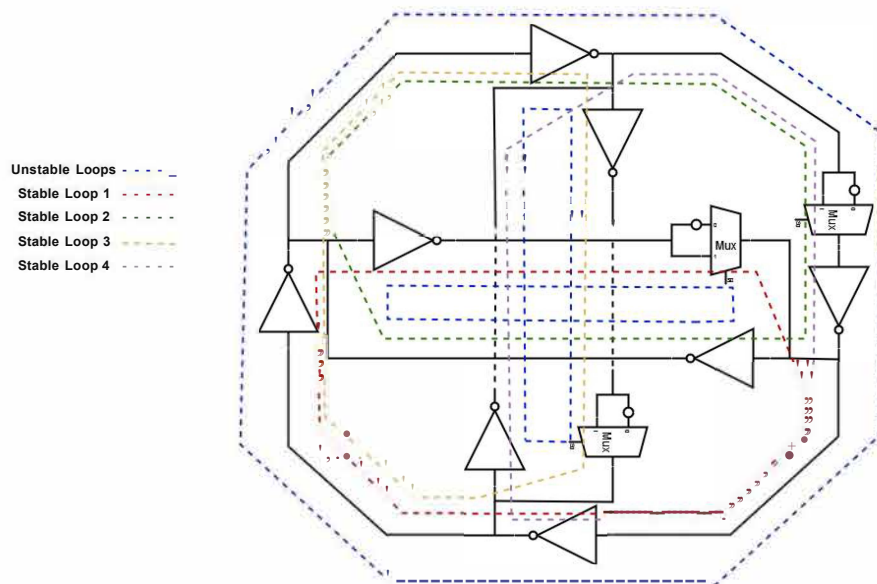 Unstable Loops
Stable Loop 1
Stable Loop 2
Stable Loop 3
Stable Loop 4
Mux
Mux
Mux